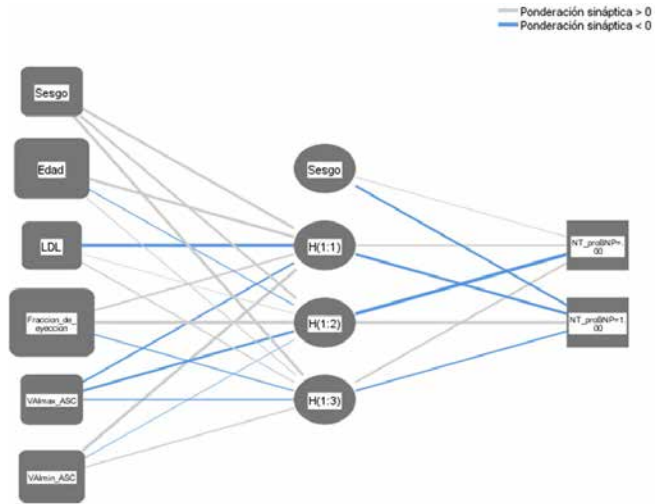 Ponderación sináptica > 0
Ponderación sináptica < 0
Sesgo
Edad
Sesgo
LDL
H(1:1)
NT_proBNP=.
00
Fraccion_de_
eyección
H(1:2)
NT_proBNP=1.
00
VAImax_ASC
H(1:3)
VAImin_ASC